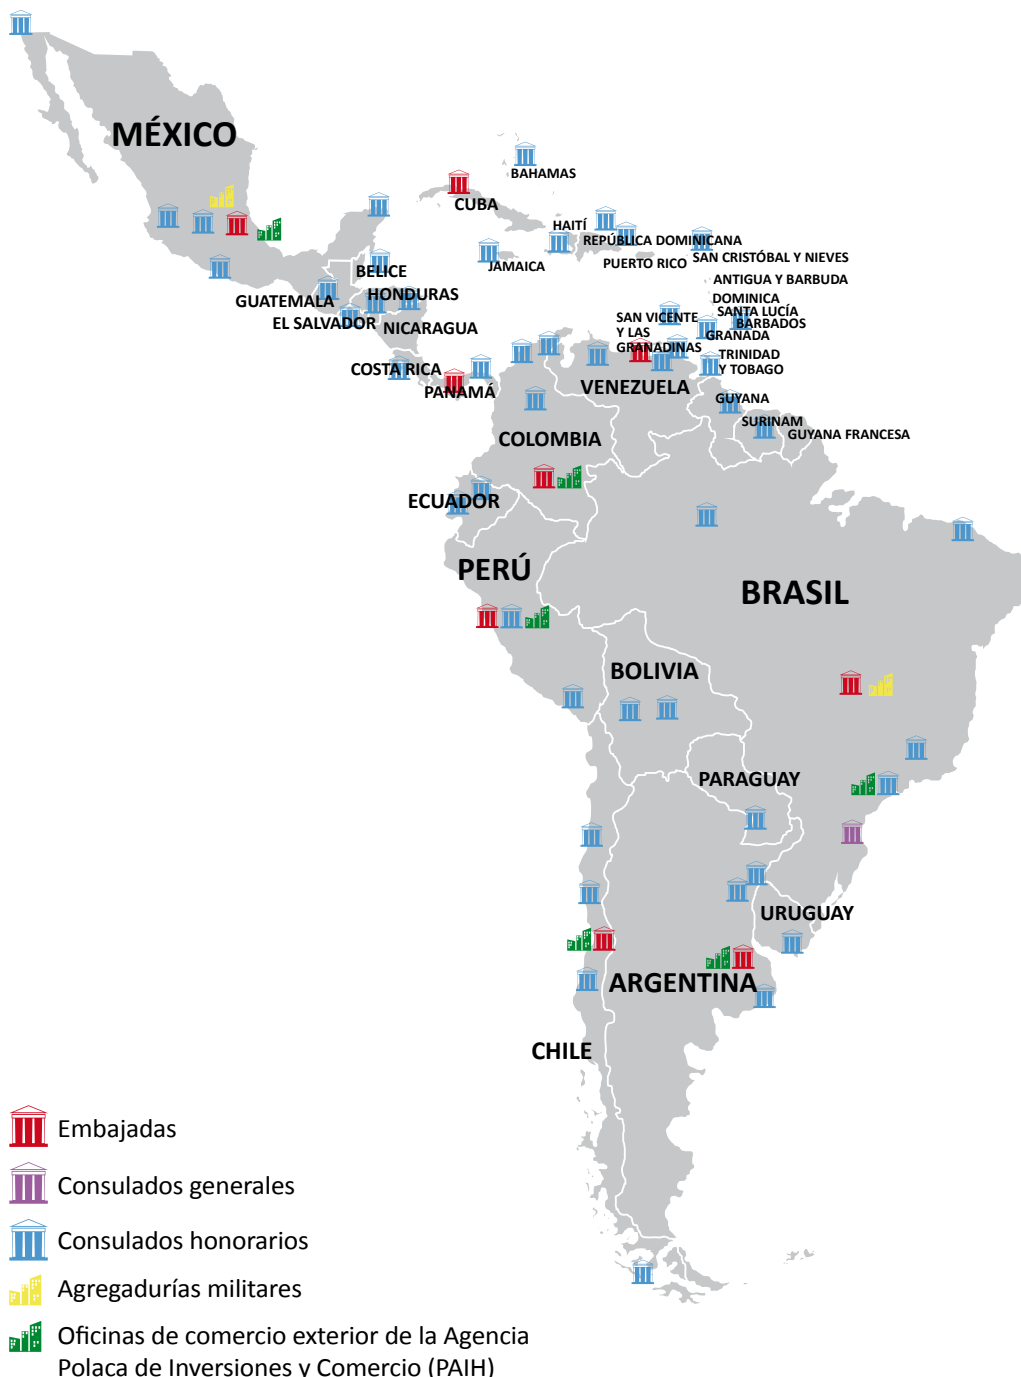 MÉXICO
BAHAMAS
CUBA
HAITÍ
REPÚBLICA DOMINICANA
JAMAICA
PUERTO RICO
SAN CRISTÓBAL Y NIEVES
BELICE
ANTIGUA Y BARBUDA
GUATEMALA
HONDURAS
DOMINICA
SANTA LUCÍA
EL SALVADOR
NICARAGUA
SAN VICENTE
Y LAS
GRANADINAS
BARBADOS
GRANADA
COSTA RICA
TRINIDAD
Y TOBAGO
PANAMÁ
VENEZUELA
GUYANA
SURINAM
GUYANA FRANCESA
COLOMBIA
ECUADOR
PERÚ
BRASIL
BOLIVIA
PARAGUAY
URUGUAY
ARGENTINA
CHILE
Embajadas
Consulados generales
Consulados honorarios
Agregadurías militares
Oficinas de comercio exterior de la Agencia
Polaca de Inversiones y Comercio (PAIH)